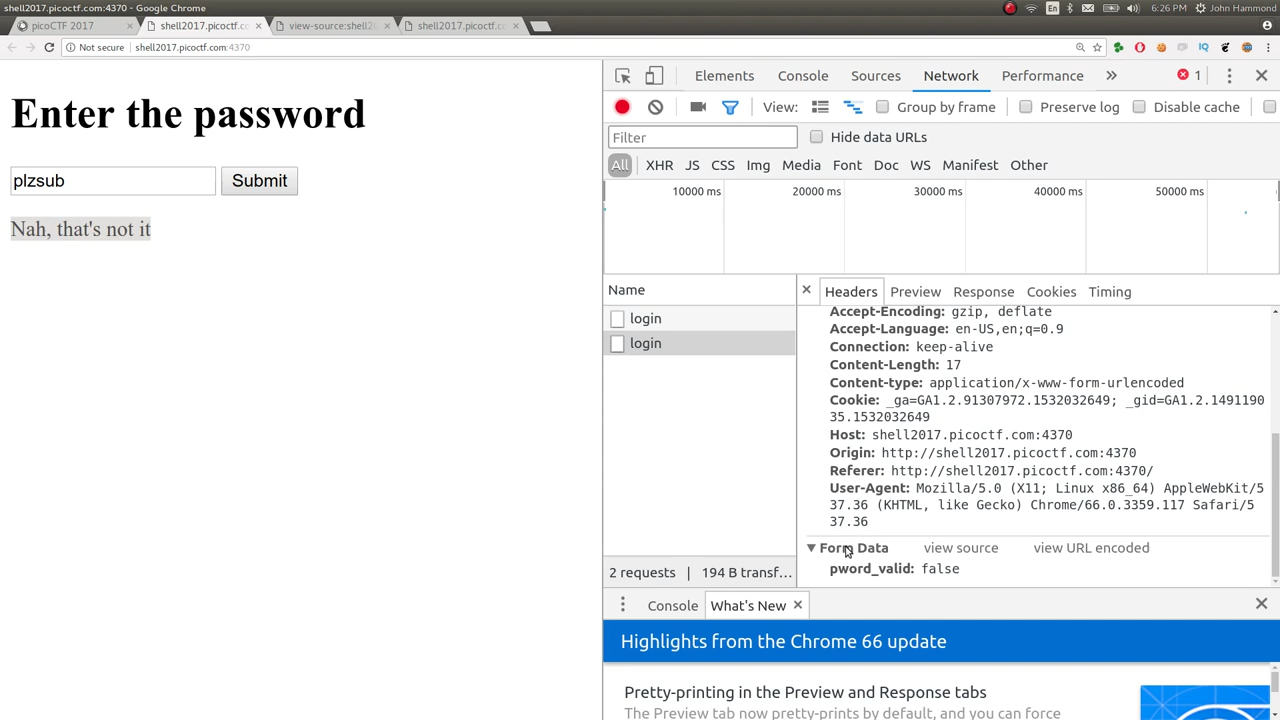 shell2017.picoctf.com:4370 - Google Chrome
En
6:26 PM
John Hammond
picoCTF 2017
shell2017.picoctf.com
view-source:shell2
shell2017.picoctf.com
Not secure
shell2017.picoctf.com:4370
Enter the password
plzsub
Submit
Nah, that's not it
Elements
Console
Sources
Network
Performance
1
View:
Group by frame
Preserve log
Disable cache
Filter
Hide data URLs
All
XHR
JS
CSS
Img
Media
Font
Doc
WS
Manifest
Other
10000 ms
20000 ms
30000 ms
40000 ms
50000 ms
Name
login
login
2 requests | 194 B transf...
Headers
Preview
Response
Cookies
Timing
Accept-Encoding: gzip, deflate
Accept-Language: en-US,en;q=0.9
Connection: keep-alive
Content-Length: 17
Content-type: application/x-www-form-urlencoded
Cookie: _ga=GA1.2.91307972.1532032649; _gid=GA1.2.1491190
35.1532032649
Host: shell2017.picoctf.com:4370
Origin: http://shell2017.picoctf.com:4370
Referer: http://shell2017.picoctf.com:4370/
User-Agent: Mozilla/5.0 (X11; Linux x86_64) AppleWebKit/5
37.36 (KHTML, like Gecko) Chrome/66.0.3359.117 Safari/5
37.36
Form Data
view source
view URL encoded
pword_valid: false
Console
What's New
Highlights from the Chrome 66 update
Pretty-printing in the Preview and Response tabs
The Preview tab now pretty-prints by default, and you can force